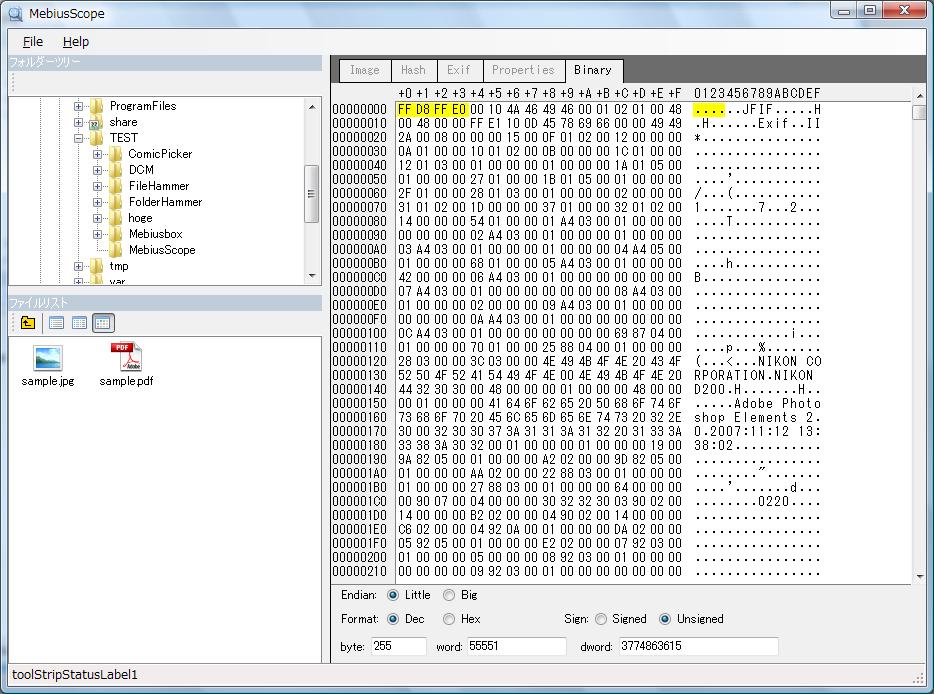 MebiusScope
File Help
フォルダーツリー
ProgramFiles
share
TEST
ComicPicker
DCM
FileHammer
FolderHammer
hoge
Mebiusbox
MebiusScope
tmp
var
ファイルリスト
sample.jpg sample.pdf
Image Hash Exif Properties Binary
+0 +1 +2 +3 +4 +5 +6 +7 +8 +9 +A +B +C +D +E +F 0123456789ABCDEF
00000000 FF D8 FF E0 00 10 4A 46 49 46 00 01 02 01 00 48 ......JFIF.....H
00000010 00 48 00 00 FF E1 10 0D 45 78 69 66 00 00 49 49 .H......Exif..II
00000020 2A 00 08 00 00 00 15 00 0F 01 02 00 12 00 00 00 *...............
00000030 0A 01 00 00 10 01 02 00 0B 00 00 00 1C 01 00 00 ................
00000040 12 01 03 00 01 00 00 00 01 00 00 00 1A 01 05 00 ................
00000050 01 00 00 00 27 01 00 00 1B 01 05 00 01 00 00 00 ....'...........
00000060 2F 01 00 00 28 01 03 00 01 00 00 00 02 00 00 00 /...(...........
00000070 31 01 02 00 1D 00 00 00 37 01 00 00 32 01 02 00 1.......7...2...
00000080 14 00 00 00 54 01 00 00 01 A4 03 00 01 00 00 00 ....T...........
00000090 00 00 00 00 02 A4 03 00 01 00 00 00 00 00 00 00 ................
000000A0 03 A4 03 00 01 00 00 00 00 00 00 00 04 A4 05 00 ................
000000B0 01 00 00 00 68 01 00 00 05 A4 03 00 01 00 00 00 ....h...........
000000C0 42 00 00 00 06 A4 03 00 01 00 00 00 00 00 00 00 B...............
000000D0 07 A4 03 00 01 00 00 00 00 00 00 00 08 A4 03 00 ................
000000E0 01 00 00 00 02 00 00 00 09 A4 03 00 01 00 00 00 ................
000000F0 00 00 00 00 0A A4 03 00 01 00 00 00 00 00 00 00 ................
00000100 0C A4 03 00 01 00 00 00 00 00 00 00 69 87 04 00 ............i...
00000110 01 00 00 00 70 01 00 00 25 88 04 00 01 00 00 00 ....p...%.......
00000120 28 03 00 00 3C 03 00 00 4E 49 4B 4F 4E 20 43 4F (...<...NIKON CO
00000130 52 50 4F 52 41 54 49 4F 4E 00 4E 49 4B 4F 4E 20 RPORATION.NIKON
00000140 44 32 30 30 00 48 00 00 00 01 00 00 00 48 00 00 D200.H.......H..
00000150 00 01 00 00 00 41 64 6F 62 65 20 50 68 6F 74 6F .....Adobe Photo
00000160 73 68 6F 70 20 45 6C 65 6D 65 6E 74 73 20 32 2E shop Elements 2.
00000170 30 00 32 30 30 37 3A 31 31 3A 31 32 20 31 33 3A 0.2007:11:12 13:
00000180 33 38 3A 30 32 00 01 00 00 00 01 00 00 00 19 00 38:02...........
00000190 9A 82 05 00 01 00 00 00 A2 02 00 00 9D 82 05 00 ................
000001A0 01 00 00 00 AA 02 00 00 22 88 03 00 01 00 00 00 ........".......
000001B0 01 00 00 00 27 88 03 00 01 00 00 00 64 00 00 00 ....'.......d...
000001C0 00 90 07 00 04 00 00 00 30 32 32 30 03 90 02 00 ........0220....
000001D0 14 00 00 00 B2 02 00 00 04 90 02 00 14 00 00 00 ................
000001E0 C6 02 00 00 04 92 0A 00 01 00 00 00 DA 02 00 00 ................
000001F0 05 92 05 00 01 00 00 00 E2 02 00 00 07 92 03 00 ................
00000200 01 00 00 00 05 00 00 00 08 92 03 00 01 00 00 00 ................
00000210 00 00 00 00 09 92 03 00 01 00 00 00 00 00 00 00 ................
Endian: Little Big
Format: Dec Hex Sign: Signed Unsigned
byte: 255 word: 55551 dword: 3774863615
toolStripStatusLabel1